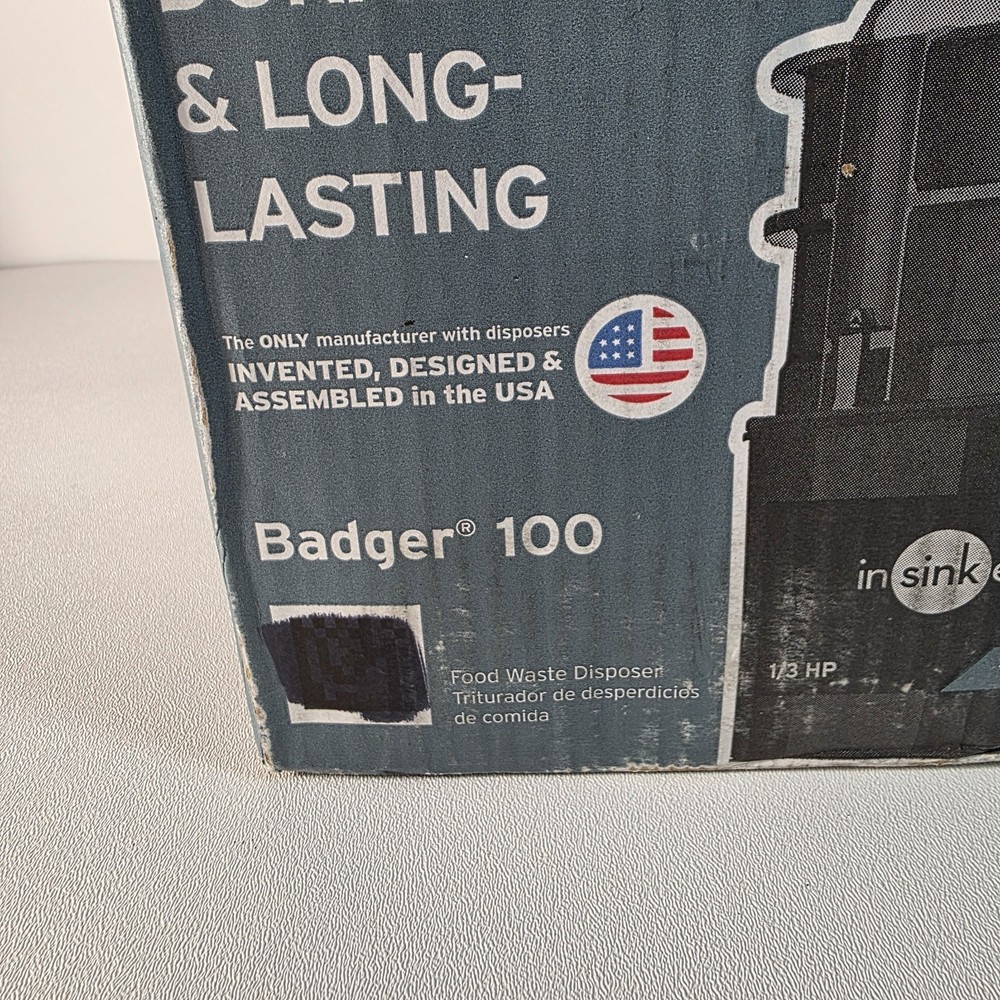 & LONG-
LASTING
The ONLY manufacturer with disposers
INVENTED, DESIGNED &
ASSEMBLED in the USA
Badger® 100
in sink
Food Waste Disposer
Triturador de desperdicios
de comida
1/3 HP